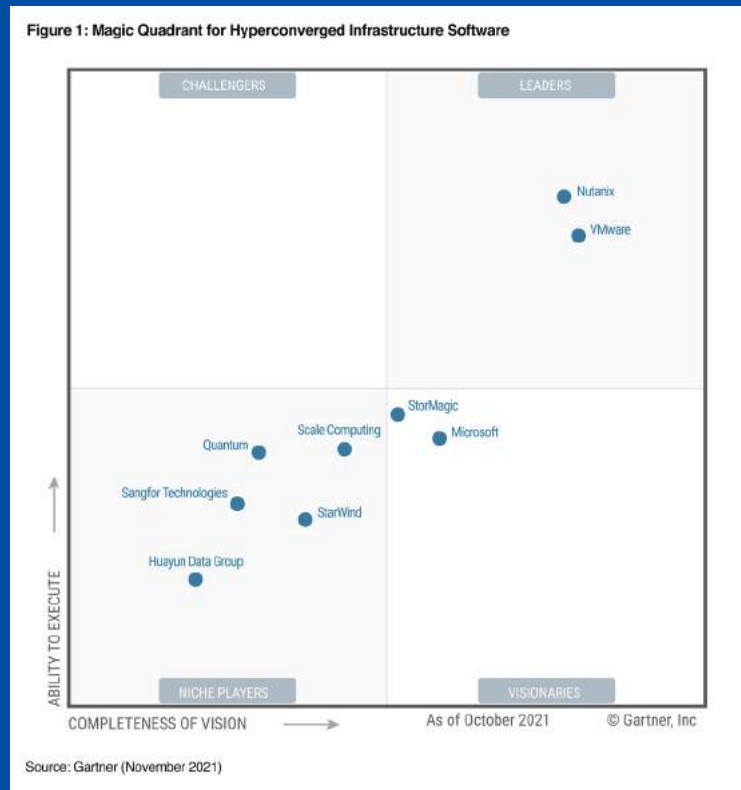 Figure 1: Magic Quadrant for Hyperconverged Infrastructure Software
CHALLENGERS
LEADERS
Nutanix
VMware
StorMagic
Microsoft
Scale Computing
Quantum
Sangfor Technologies
StarWind
Huayun Data Group
ABILITY TO EXECUTE
NICHE PLAYERS
VISIONARIES
COMPLETENESS OF VISION
As of October 2021
© Gartner, Inc
Source: Gartner (November 2021)